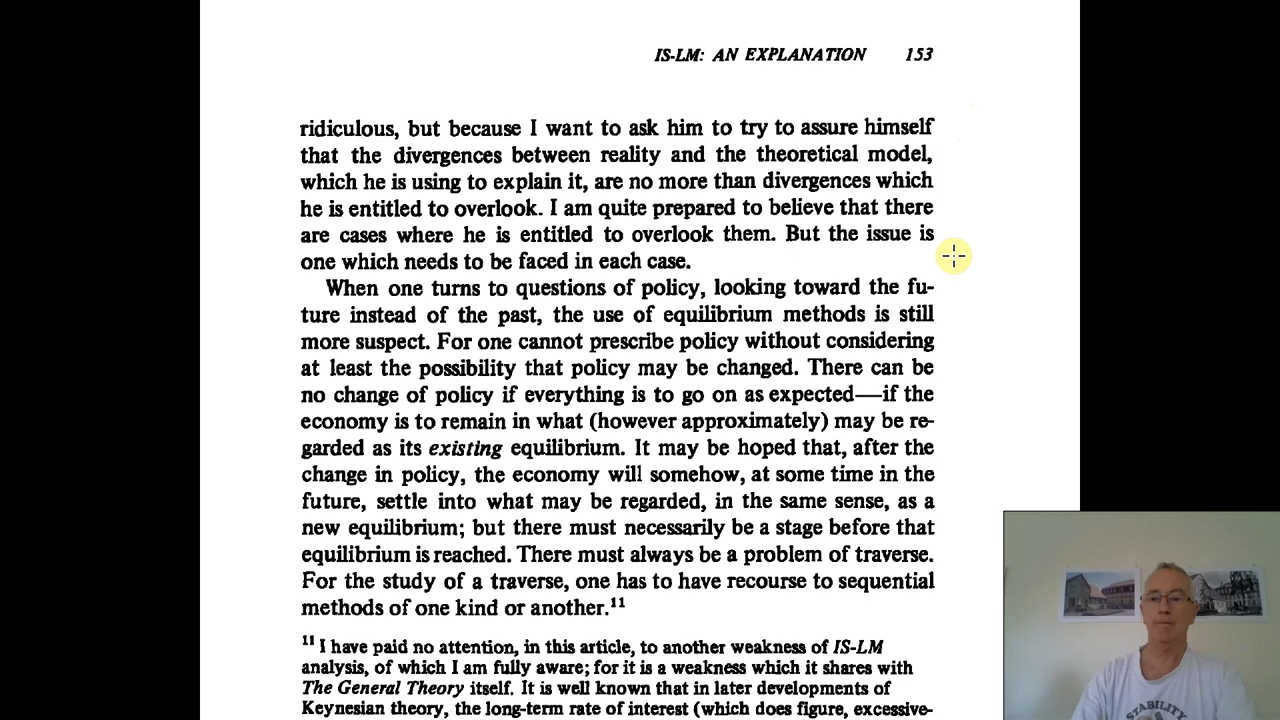 IS-LM: AN EXPLANATION 153
ridiculous, but because I want to ask him to try to assure himself
that the divergences between reality and the theoretical model,
which he is using to explain it, are no more than divergences which
he is entitled to overlook. I am quite prepared to believe that there
are cases where he is entitled to overlook them. But the issue is
one which needs to be faced in each case.
When one turns to questions of policy, looking toward the fu-
ture instead of the past, the use of equilibrium methods is still
more suspect. For one cannot prescribe policy without considering
at least the possibility that policy may be changed. There can be
no change of policy if everything is to go on as expected—if the
economy is to remain in what (however approximately) may be re-
garded as its existing equilibrium. It may be hoped that, after the
change in policy, the economy will somehow, at some time in the
future, settle into what may be regarded, in the same sense, as a
new equilibrium; but there must necessarily be a stage before that
equilibrium is reached. There must always be a problem of traverse.
For the study of a traverse, one has to have recourse to sequential
methods of one kind or another.11
11 I have paid no attention, in this article, to another weakness of IS-LM
analysis, of which I am fully aware; for it is a weakness which it shares with
The General Theory itself. It is well known that in later developments of
Keynesian theory, the long-term rate of interest (which does figure, excessive-
STABILITY